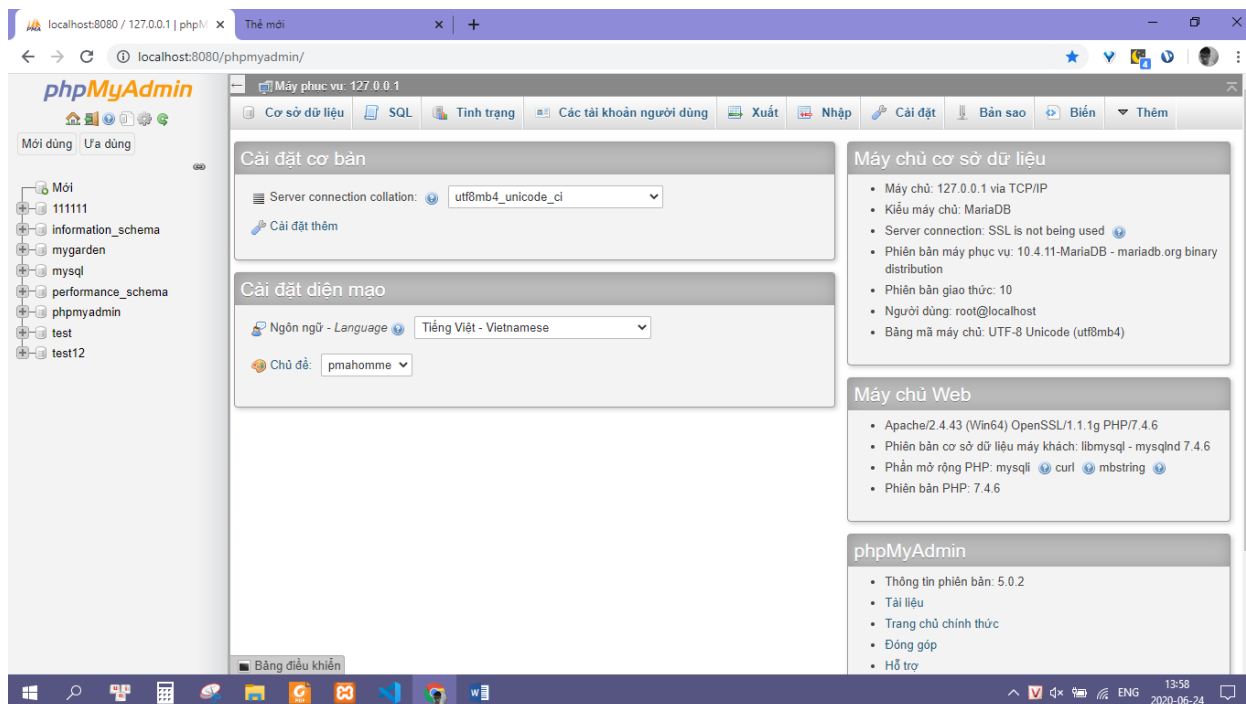 localhost:8080 / 127.0.0.1 | phpM
Thẻ mới
localhost:8080/phpmyadmin/
phpMyAdmin
Mới dùng Ưa dùng
Mới
111111
information_schema
mygarden
mysql
performance_schema
phpmyadmin
test
test12
Máy phục vụ: 127.0.0.1
Cơ sở dữ liệu SQL Tình trạng Các tài khoản người dùng Xuất Nhập Cài đặt Bản sao Biến Thêm
Cài đặt cơ bản
Server connection collation: utf8mb4_unicode_ci
Cài đặt thêm
Cài đặt diện mạo
Ngôn ngữ - Language Tiếng Việt - Vietnamese
Chủ đề: pmahomme
Bảng điều khiển
Máy chủ cơ sở dữ liệu
Máy chủ: 127.0.0.1 via TCP/IP
Kiểu máy chủ: MariaDB
Server connection: SSL is not being used
Phiên bản máy phục vụ: 10.4.11-MariaDB - mariadb.org binary
distribution
Phiên bản giao thức: 10
Người dùng: root@localhost
Bảng mã máy chủ: UTF-8 Unicode (utf8mb4)
Máy chủ Web
Apache/2.4.43 (Win64) OpenSSL/1.1.1g PHP/7.4.6
Phiên bản cơ sở dữ liệu máy khách: libmysql - mysqlnd 7.4.6
Phần mở rộng PHP: mysqli curl mbstring
Phiên bản PHP: 7.4.6
phpMyAdmin
Thông tin phiên bản: 5.0.2
Tài liệu
Trang chủ chính thức
Đóng góp
Hỗ trợ
ENG
13:58
2020-06-24